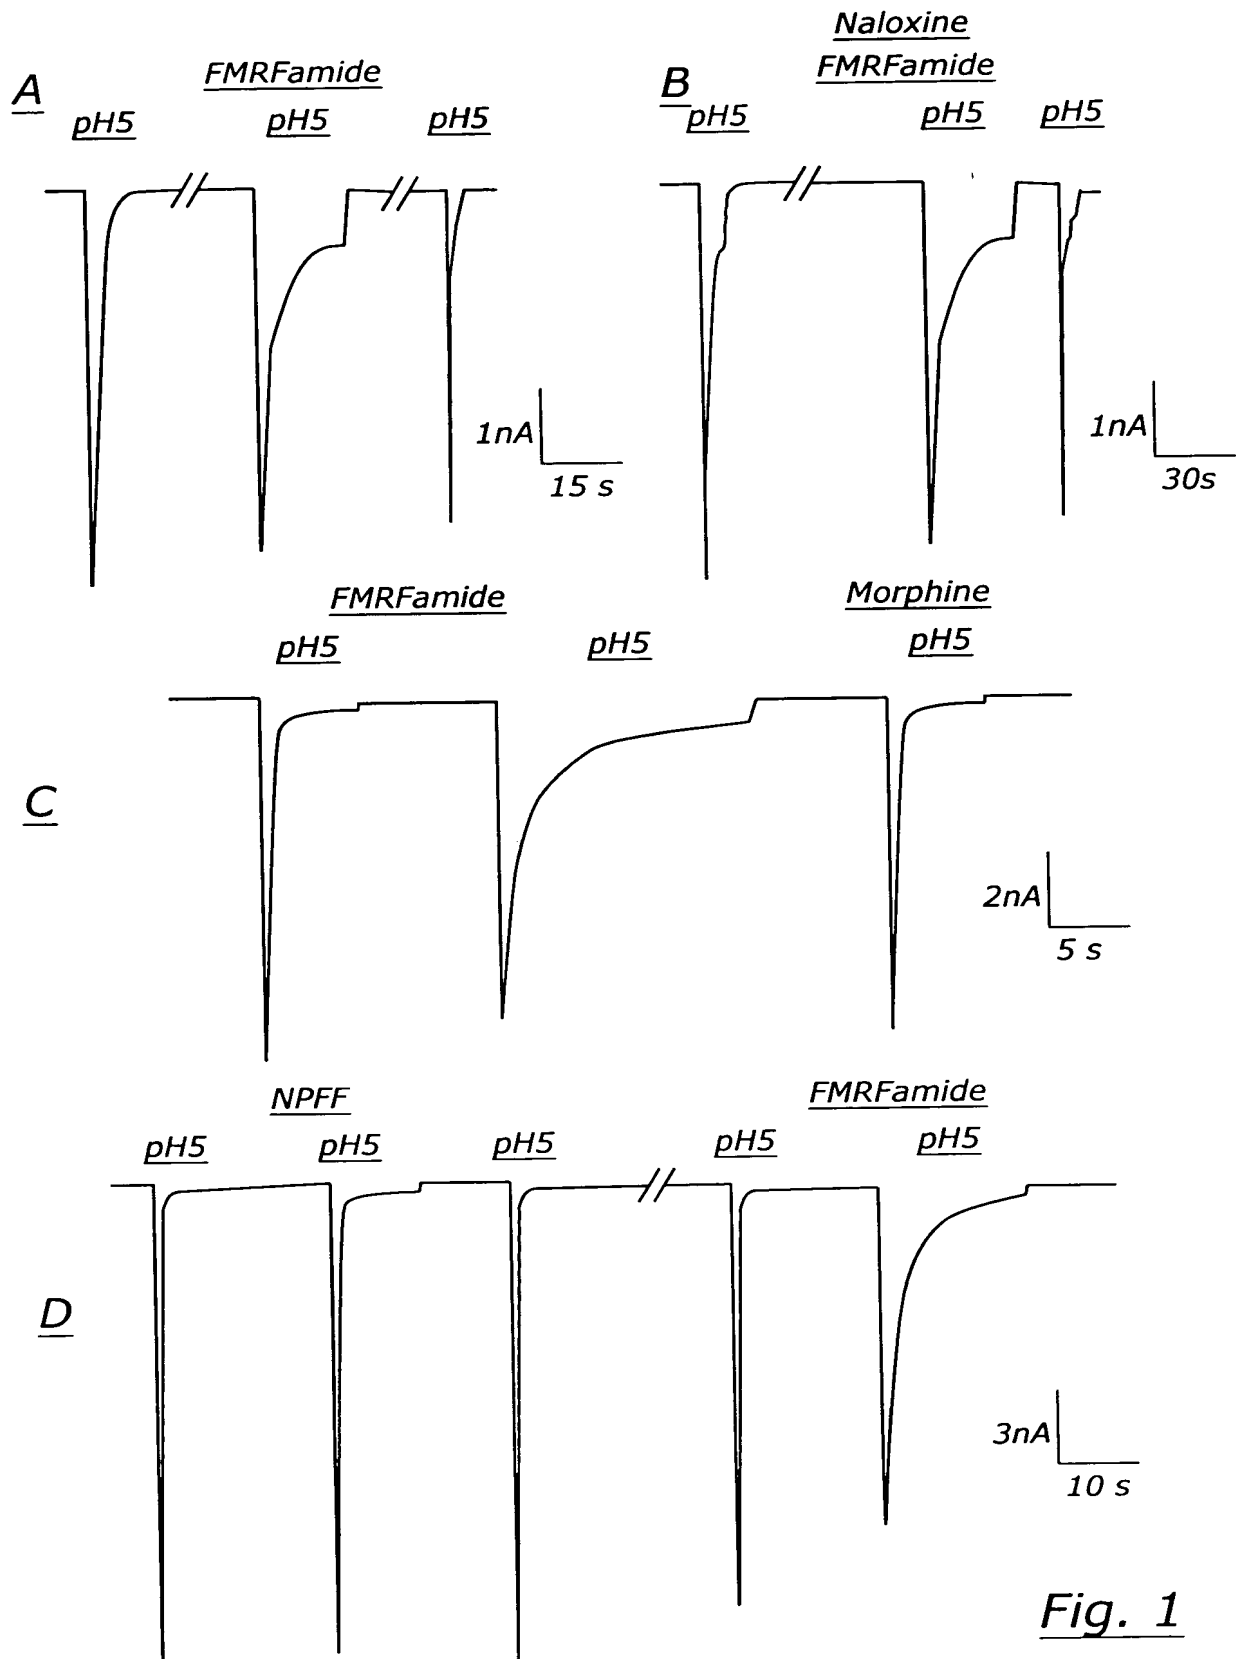 A
FMRFamide
pH5
pH5
pH5
1nA
15 s
B
Naloxine
FMRFamide
pH5
pH5
pH5
1nA
30s
C
FMRFamide
Morphine
pH5
pH5
pH5
2nA
5 s
D
NPFF
FMRFamide
pH5
pH5
pH5
pH5
pH5
3nA
10 s
Fig. 1